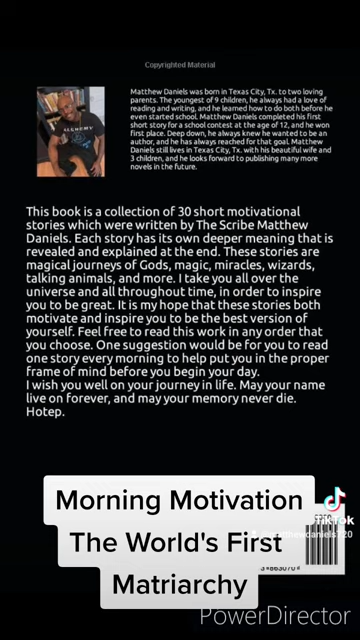 Copyrighted Material
Matthew Daniels was born in Texas City, Tx. to two loving
parents. The youngest of 9 children, he always had a love of
reading and writing, and he learned how to do both before he
even started school. Matthew Daniels completed his first
short story for a school contest at the age of 12, and he won
first place. Deep down, he always knew he wanted to be an
author, and he has always reached for that goal. Matthew
Daniels still lives in Texas City, Tx. with his beautiful wife and
3 children, and he looks forward to publishing many more
novels in the future.
This book is a collection of 30 short motivational
stories which were written by The Scribe Matthew
Daniels. Each story has its own deeper meaning that is
revealed and explained at the end. These stories are
magical journeys of Gods, magic, miracles, wizards,
talking animals, and more. I take you all over the
universe and all throughout time, in order to inspire
you to be great. It is my hope that these stories both
motivate and inspire you to be the best version of
yourself. Feel free to read this work in any order that
you choose. One suggestion would be for you to read
one story every morning to help put you in the proper
frame of mind before you begin your day.
I wish you well on your journey in life. May your name
live on forever, and may your memory never die.
Hotep.
Morning Motivation
The World's First
Matriarchy
TikTok
PowerDirector